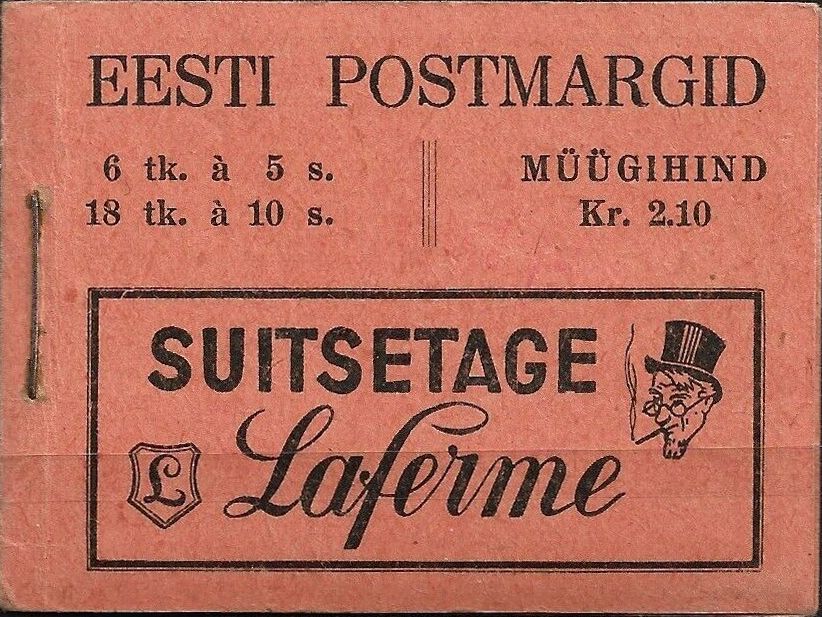 EESTI POSTMARGID
6 tk. à 5 s.
18 tk. à 10 s.
MÜÜGIHIND
Kr. 2.10
SUITSETAGE
L Laferme